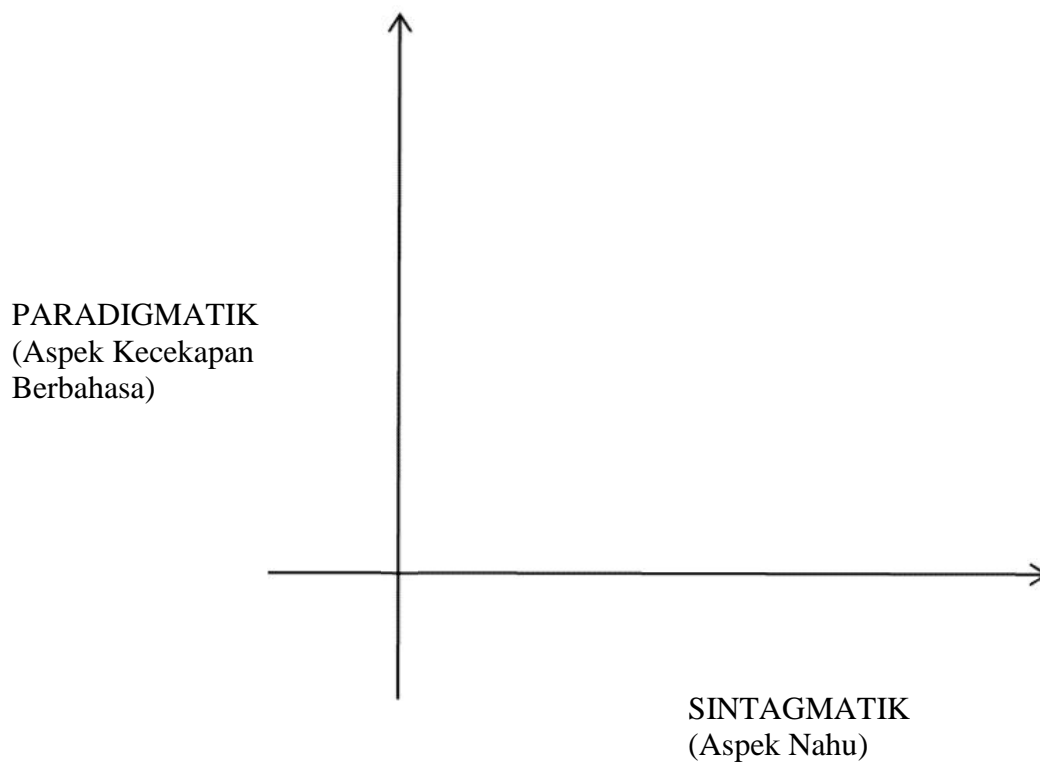 PARADIGMATIK
(Aspek Kecekapan
Berbahasa)
SINTAGMATIK
(Aspek Nahu)